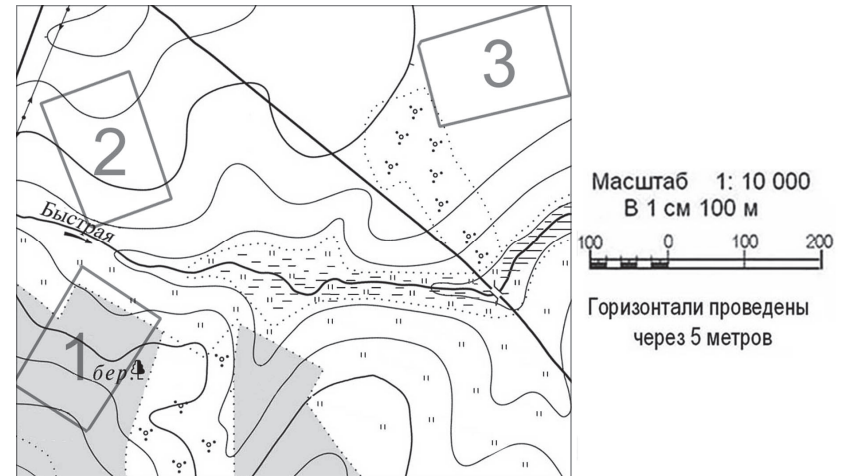 3
2
Быстрая
1
бер.
Масштаб 1: 10 000
В 1 см 100 м
100 0 100 200
Горизонтали проведены
через 5 метров